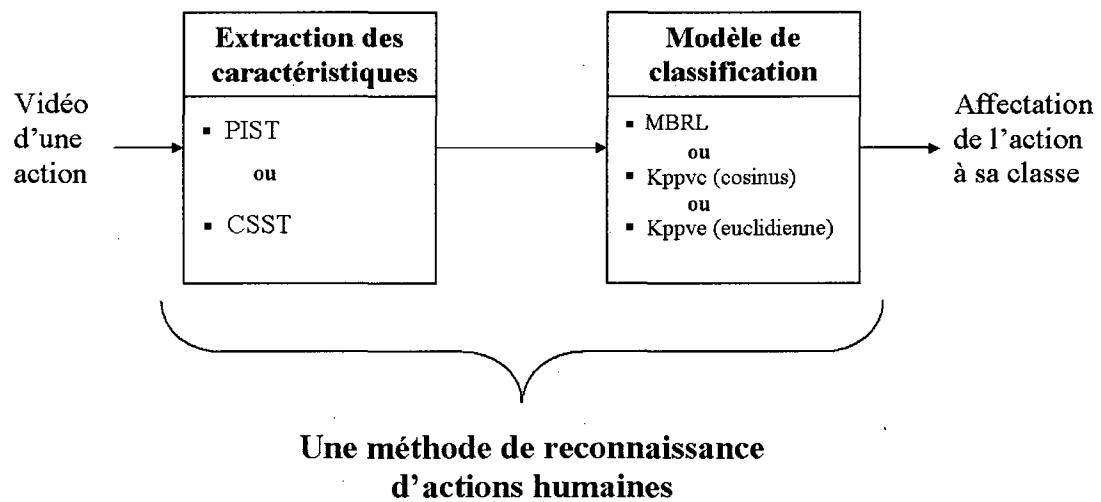 Vidéo
d'une
action
Extraction des
caractéristiques
▪ PIST
ou
▪ CSST
Modèle de
classification
▪ MBRL
ou
▪ Kppvc (cosinus)
ou
▪ Kppve (euclidienne)
Affectation
de l'action
à sa classe
Une méthode de reconnaissance
d'actions humaines